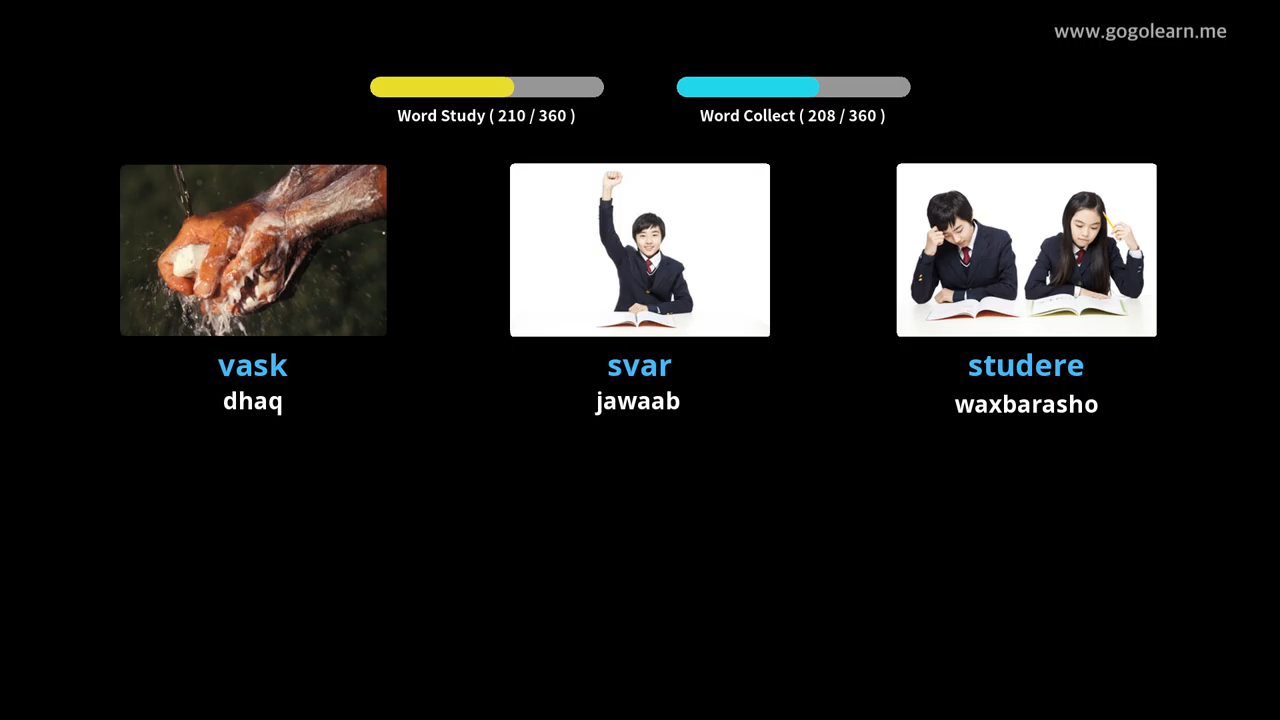 www.gogolearn.me
Word Study ( 210 / 360 )
Word Collect ( 208 / 360 )
vask
svar
studere
dhaq
jawaab
waxbarasho